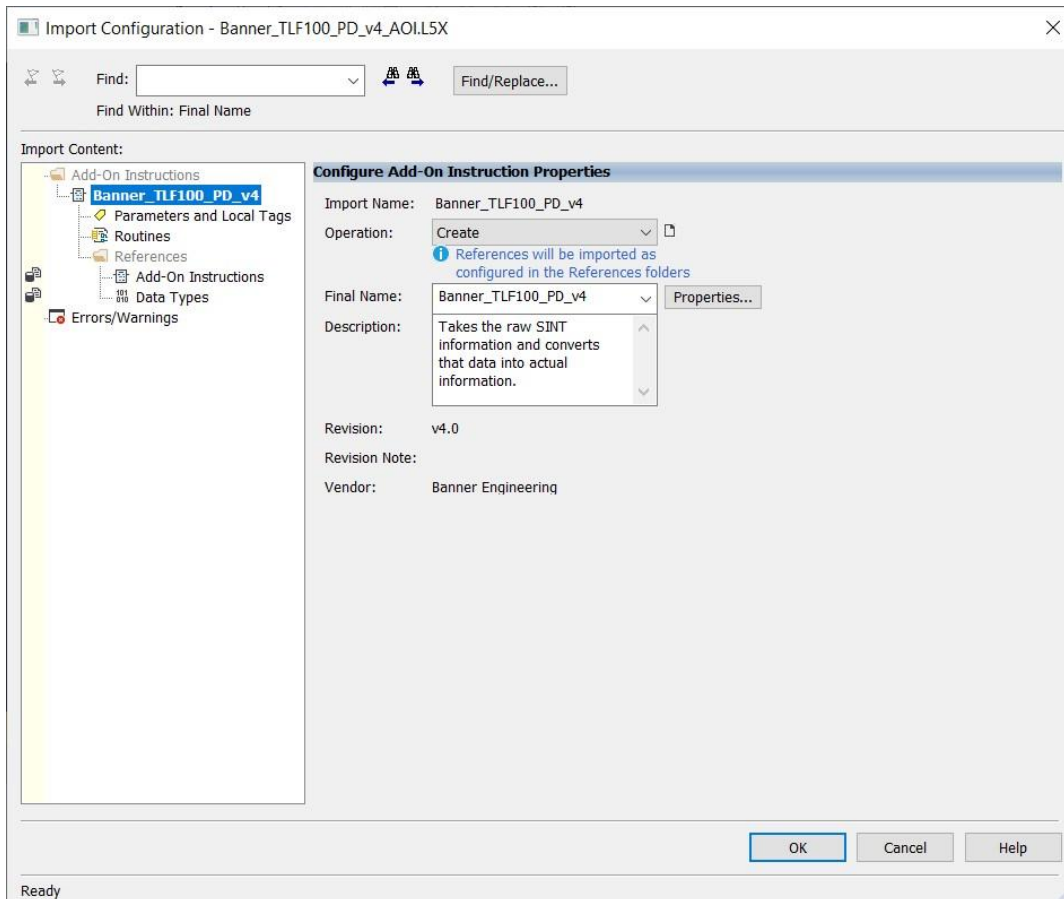 Import Configuration - Banner_TLF100_PD_v4_AOI.L5X
Find:
Find/Replace...
Find Within: Final Name
Import Content:
Add-On Instructions
Banner_TLF100_PD_v4
Parameters and Local Tags
Routines
References
Add-On Instructions
Data Types
Errors/Warnings
Configure Add-On Instruction Properties
Import Name: Banner_TLF100_PD_v4
Operation: Create
References will be imported as
configured in the References folders
Final Name: Banner_TLF100_PD_v4 Properties...
Description: Takes the raw SINT
information and converts
that data into actual
information.
Revision: v4.0
Revision Note:
Vendor: Banner Engineering
OK Cancel Help
Ready